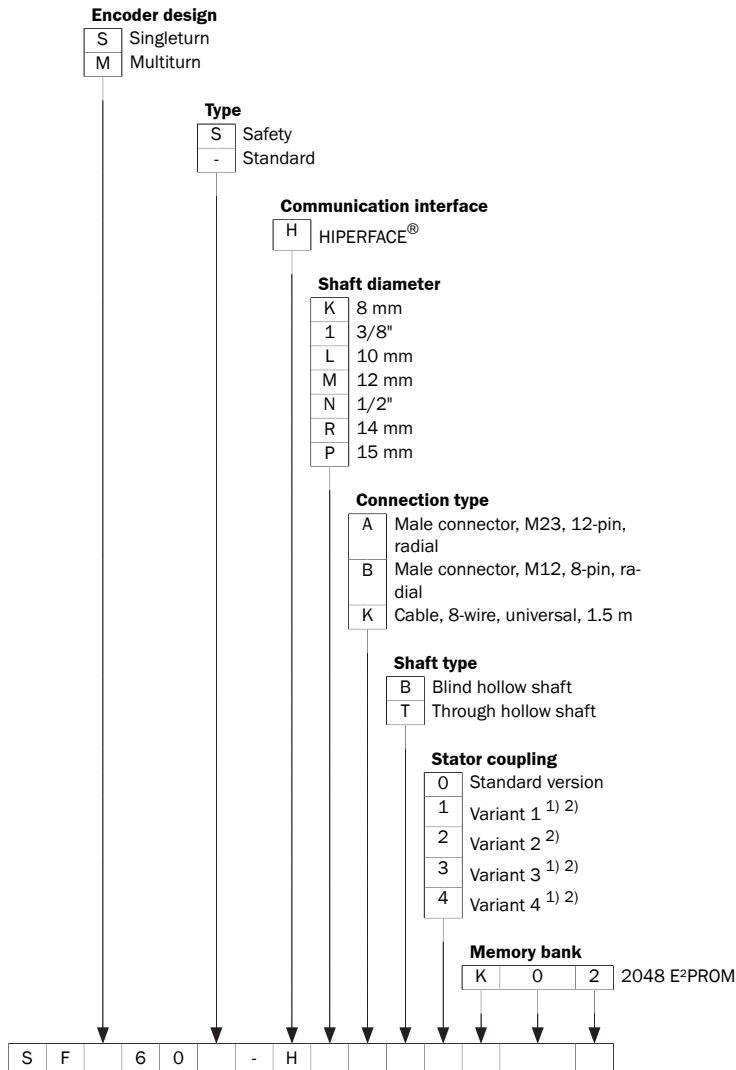 Encoder design
S Singleturn
M Multiturn
Type
S Safety
- Standard
Communication interface
H HIPERFACE®
Shaft diameter
K 8 mm
1 3/8"
L 10 mm
M 12 mm
N 1/2"
R 14 mm
P 15 mm
Connection type
A Male connector, M23, 12-pin,
radial
B Male connector, M12, 8-pin, ra-
dial
K Cable, 8-wire, universal, 1.5 m
Shaft type
B Blind hollow shaft
T Through hollow shaft
Stator coupling
0 Standard version
1 Variant 1 1) 2)
2 Variant 2 2)
3 Variant 3 1) 2)
4 Variant 4 1) 2)
Memory bank
K 0 2 2048 E²PROM
S F 6 0 - H